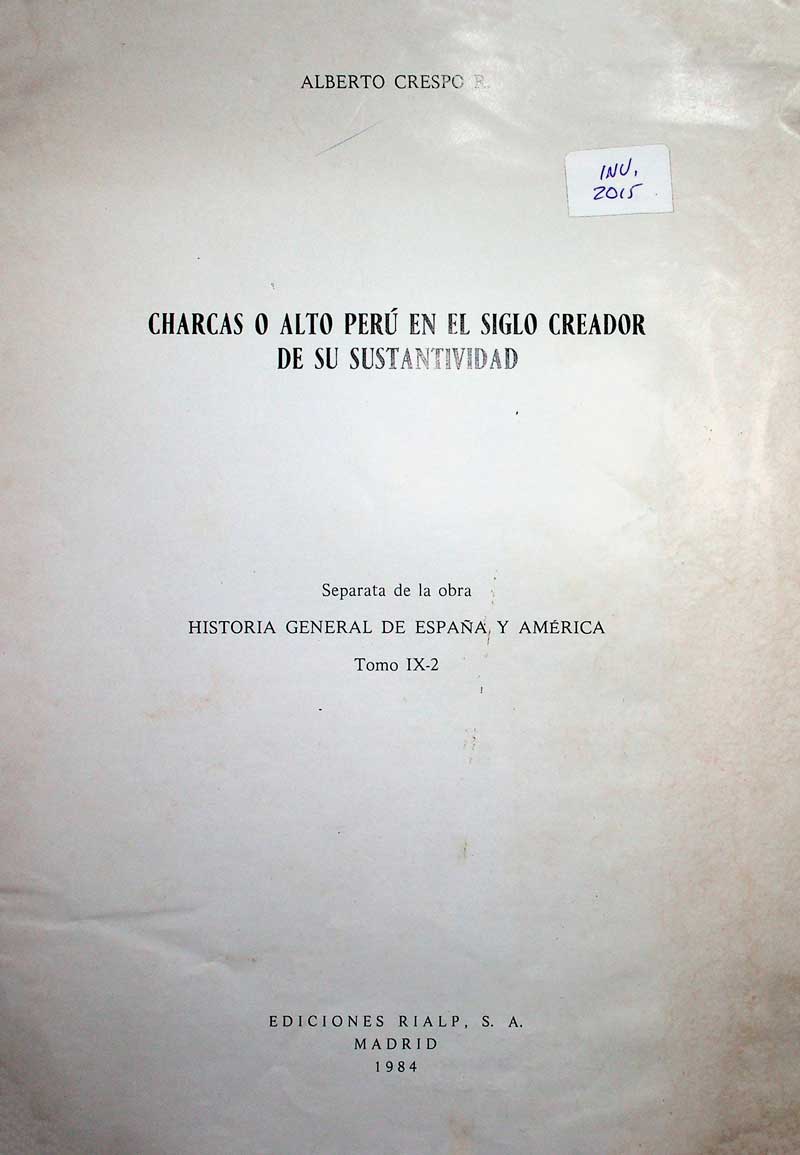 ALBERTO CRESPO R.
INV.
2015
CHARCAS O ALTO PERÚ EN EL SIGLO CREADOR
DE SU SUSTANTIVIDAD
Separata de la obra
HISTORIA GENERAL DE ESPAÑA Y AMÉRICA
Tomo IX-2
EDICIONES RIALP, S. A.
MADRID
1984